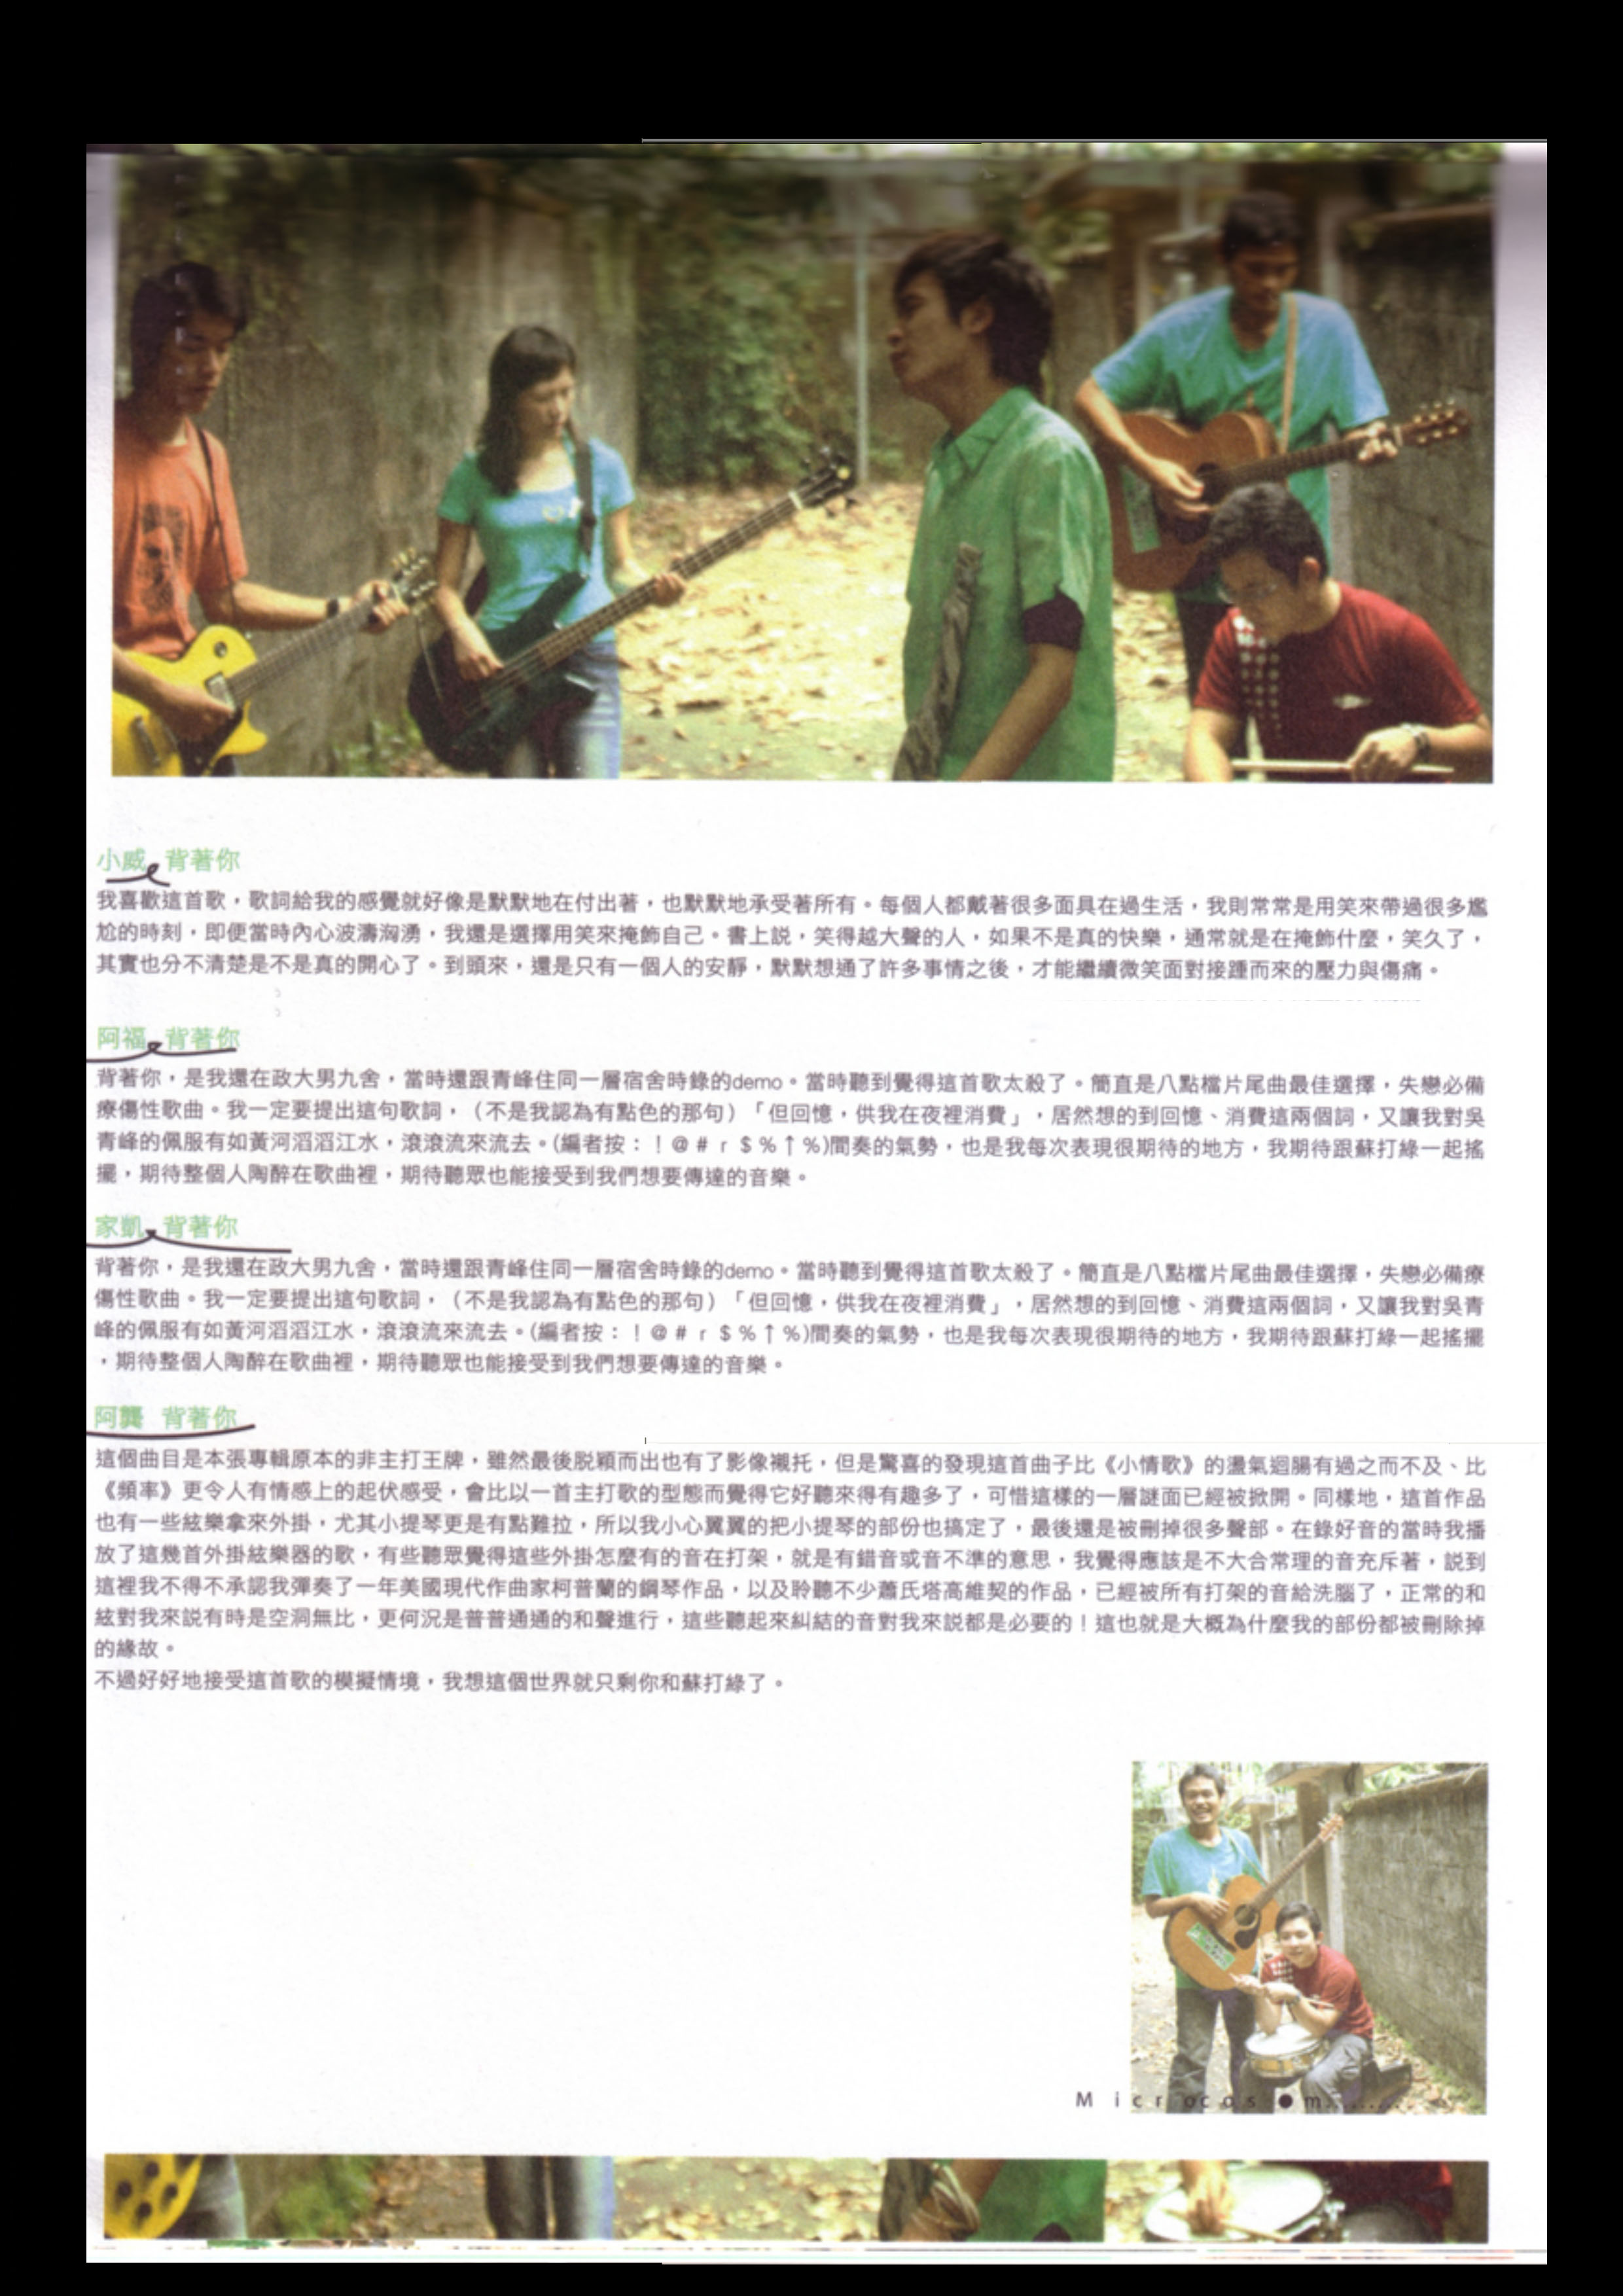 小威 背著你
我喜歡這首歌，歌詞給我的感覺就好像是默默地在付出著，也默默地承受著所有。每個人都戴著很多面具在過生活，我則常常是用笑來帶過很多尷
尬的時刻，即便當時內心波濤洶湧，我還是選擇用笑來掩飾自己。書上說，笑得越大聲的人，如果不是真的快樂，通常就是在掩飾什麼，笑久了，
其實也分不清楚是不是真的開心了。到頭來，還是只有一個人的安靜，默默想通了許多事情之後，才能繼續微笑面對接踵而來的壓力與傷痛。
阿福 背著你
背著你，是我還在政大男九舍，當時還跟青峰住同一層宿舍時錄的demo。當時聽到覺得這首歌太殺了。簡直是八點檔片尾曲最佳選擇，失戀必備
療傷性歌曲。我一定要提出這句歌詞，（不是我認為有點色的那句）「但回憶，供我在夜裡消費」，居然想的到回憶、消費這兩個詞，又讓我對吳
青峰的佩服有如黃河滔滔江水，滾滾流來流去。(編者按：！@ # r $ % ↑ %)間奏的氣勢，也是我每次表現很期待的地方，我期待跟蘇打綠一起搖
擺，期待整個人陶醉在歌曲裡，期待聽眾也能接受到我們想要傳達的音樂。
家凱 背著你
背著你，是我還在政大男九舍，當時還跟青峰住同一層宿舍時錄的demo。當時聽到覺得這首歌太殺了。簡直是八點檔片尾曲最佳選擇，失戀必備療
傷性歌曲。我一定要提出這句歌詞，（不是我認為有點色的那句）「但回憶，供我在夜裡消費」，居然想的到回憶、消費這兩個詞，又讓我對吳青
峰的佩服有如黃河滔滔江水，滾滾流來流去。(編者按：！@ # r $ % ↑ %)間奏的氣勢，也是我每次表現很期待的地方，我期待跟蘇打綠一起搖擺
，期待整個人陶醉在歌曲裡，期待聽眾也能接受到我們想要傳達的音樂。
阿龔 背著你
這個曲目是本張專輯原本的非主打王牌，雖然最後脫穎而出也有了影像襯托，但是驚喜的發現這首曲子比《小情歌》的盪氣迴腸有過之而不及、比
《頻率》更令人有情感上的起伏感受，會比以一首主打歌的型態而覺得它好聽來得有趣多了，可惜這樣的一層謎面已經被掀開。同樣地，這首作品
也有一些絃樂拿來外掛，尤其小提琴更是有點難拉，所以我小心翼翼的把小提琴的部份也搞定了，最後還是被刪掉很多聲部。在錄好音的當時我播
放了這幾首外掛絃樂器的歌，有些聽眾覺得這些外掛怎麼有的音在打架，就是有錯音或音不準的意思，我覺得應該是不大合常理的音充斥著，說到
這裡我不得不承認我彈奏了一年美國現代作曲家柯普蘭的鋼琴作品，以及聆聽不少蕭氏塔高維契的作品，已經被所有打架的音給洗腦了，正常的和
絃對我來說有時是空洞無比，更何況是普普通通的和聲進行，這些聽起來糾結的音對我來說都是必要的！這也就是大概為什麼我的部份都被刪除掉
的緣故。
不過好好地接受這首歌的模擬情境，我想這個世界就只剩你和蘇打綠了。
M i c r o c o s ● m........